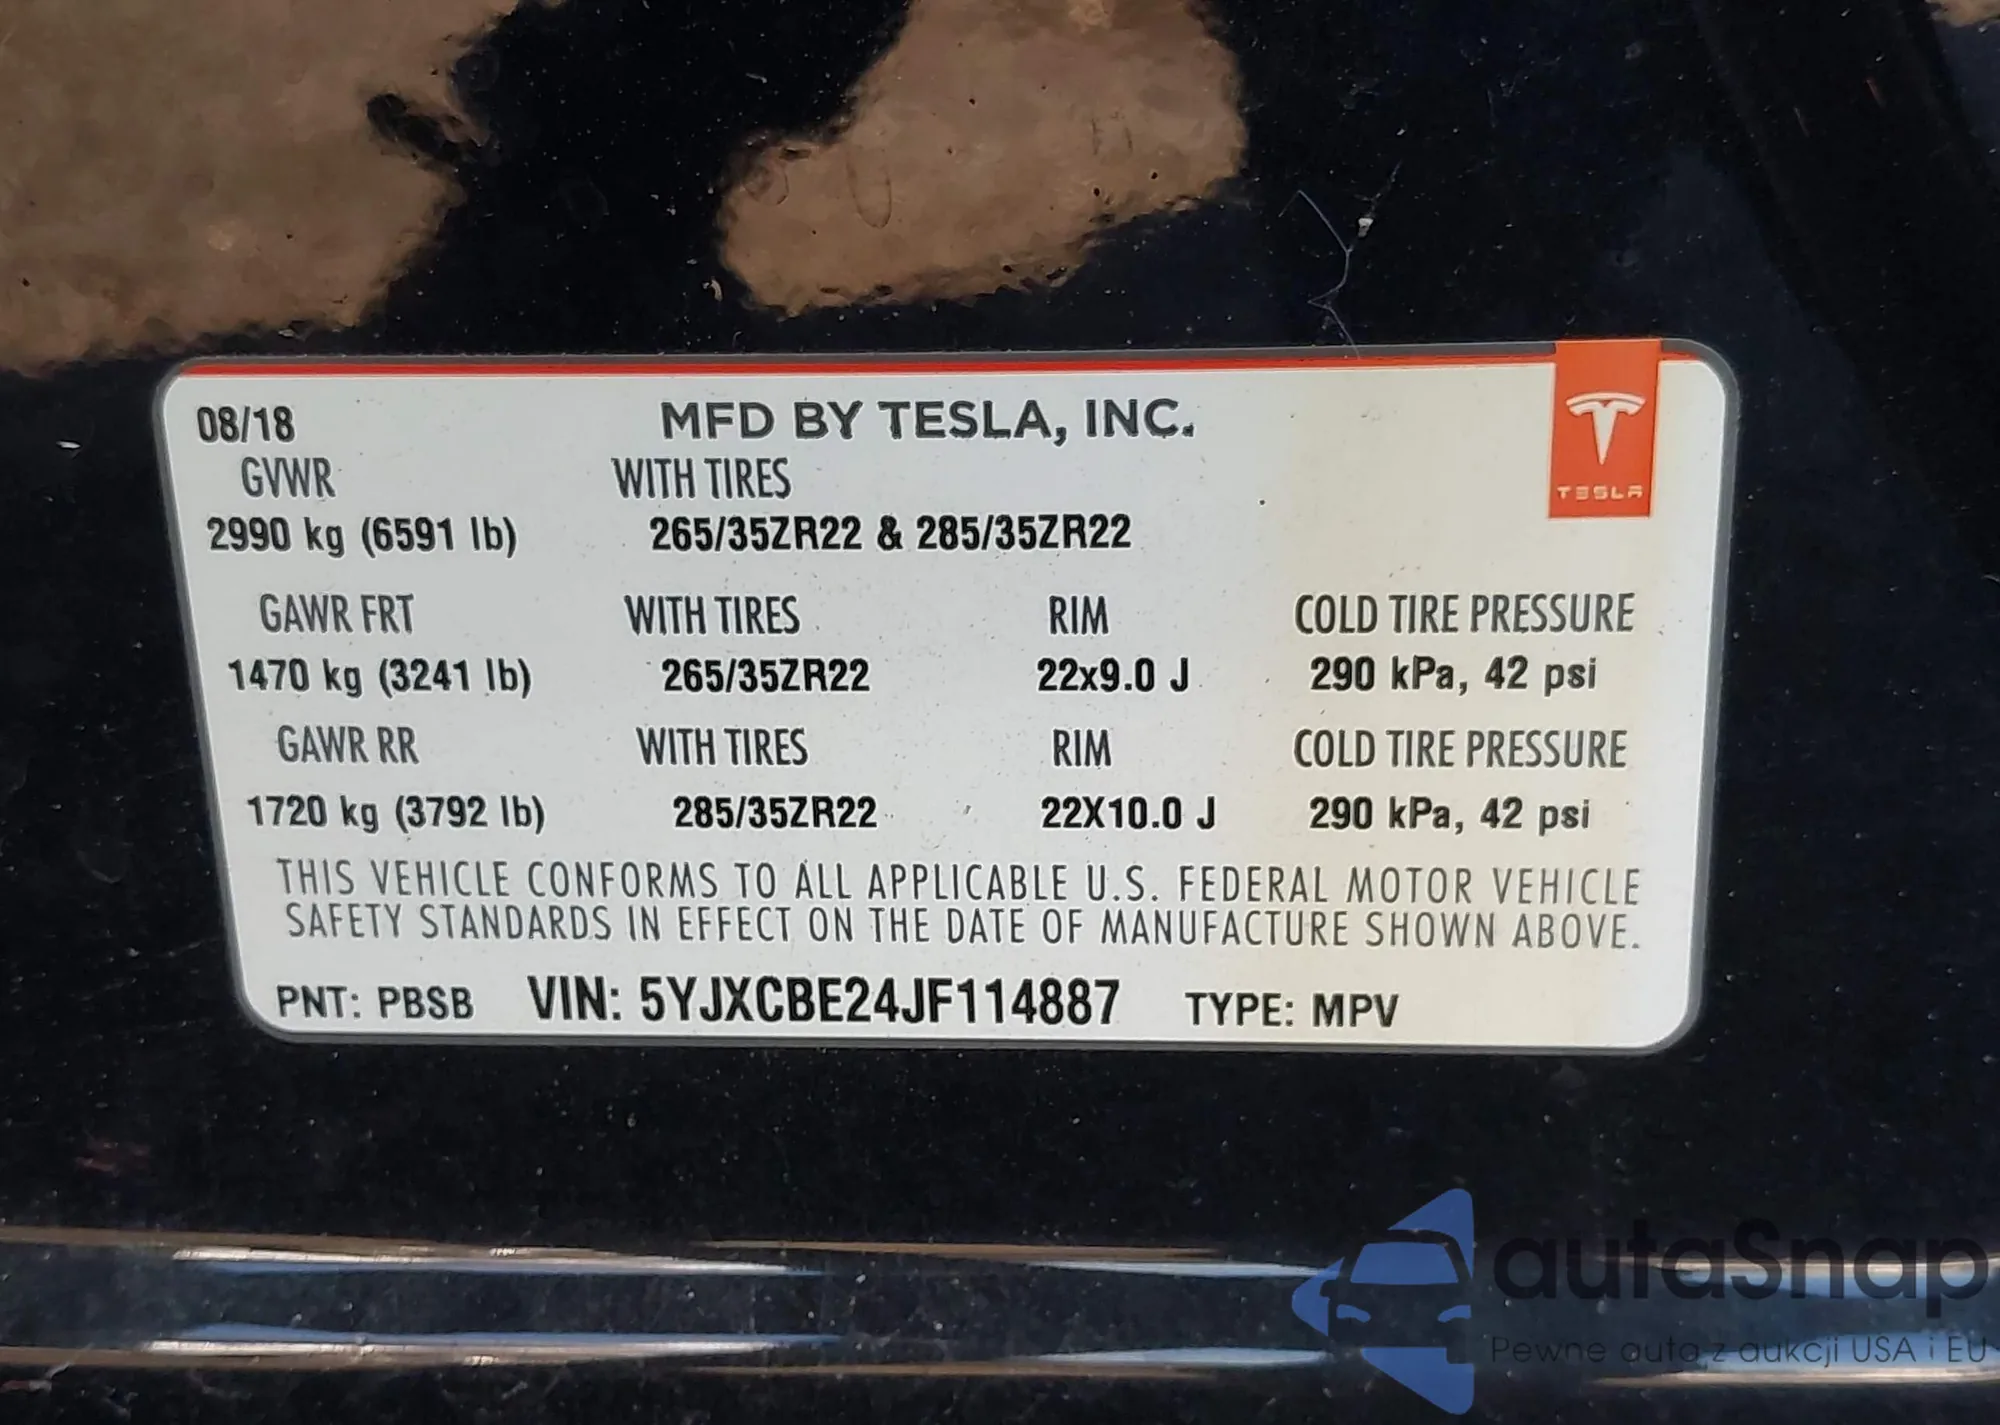 08/18 MFD BY TESLA, INC.
TESLA
GVWR WITH TIRES
2990 kg (6591 lb) 265/35ZR22 & 285/35ZR22
GAWR FRT WITH TIRES RIM COLD TIRE PRESSURE
1470 kg (3241 lb) 265/35ZR22 22x9.0 J 290 kPa, 42 psi
GAWR RR WITH TIRES RIM COLD TIRE PRESSURE
1720 kg (3792 lb) 285/35ZR22 22X10.0 J 290 kPa, 42 psi
THIS VEHICLE CONFORMS TO ALL APPLICABLE U.S. FEDERAL MOTOR VEHICLE
SAFETY STANDARDS IN EFFECT ON THE DATE OF MANUFACTURE SHOWN ABOVE.
PNT: PBSB VIN: 5YJXCBE24JF114887 TYPE: MPV
autaSnap
Pewne auta z aukcji USA i EU